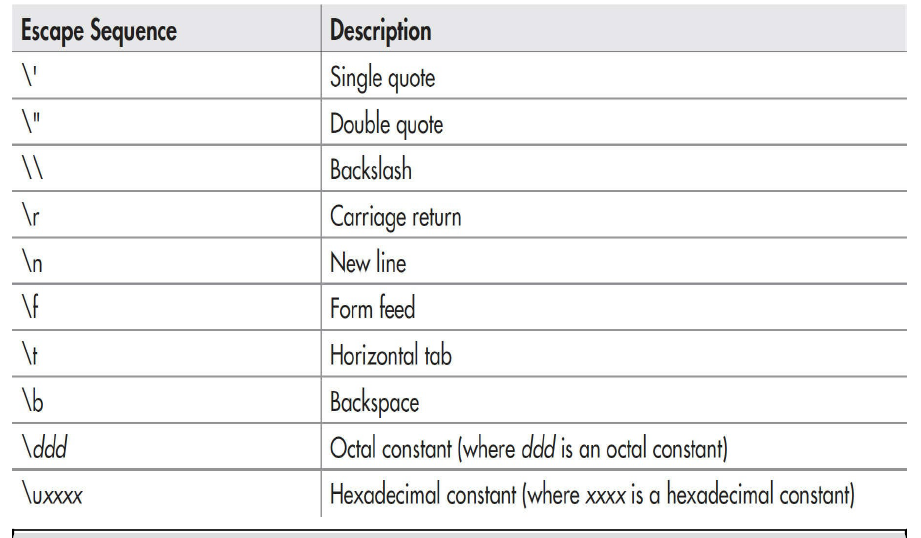 Escape Sequence Description
\' Single quote
\" Double quote
\\ Backslash
\r Carriage return
\n New line
\f Form feed
\t Horizontal tab
\b Backspace
\ddd Octal constant (where ddd is an octal constant)
\uxxxx Hexadecimal constant (where xxxx is a hexadecimal constant)